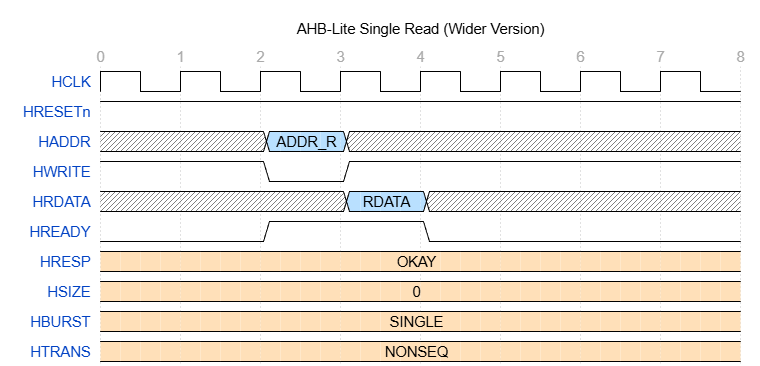 AHB-Lite Single Read (Wider Version)
0 1 2 3 4 5 6 7 8
HCLK
HRESETn
HADDR ADDR_R
HWRITE
HRDATA RDATA
HREADY
HRESP OKAY
HSIZE 0
HBURST SINGLE
HTRANS NONSEQ